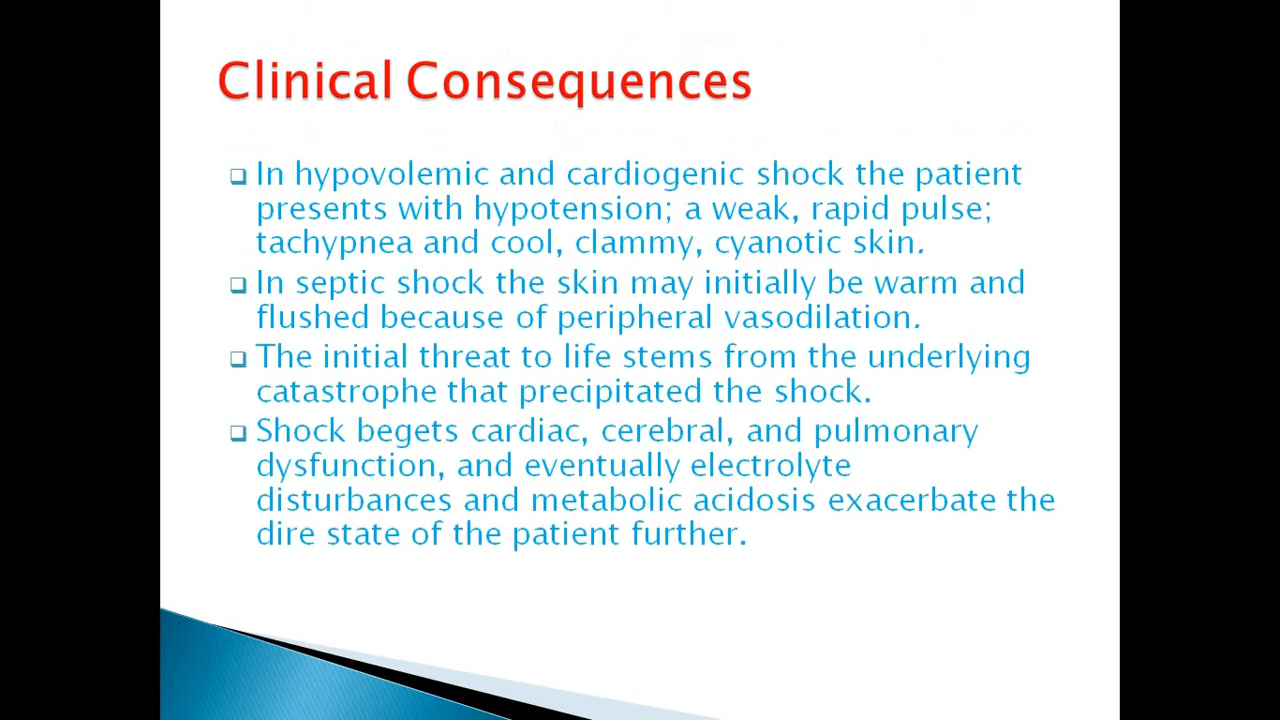 Clinical Consequences
In hypovolemic and cardiogenic shock the patient
presents with hypotension; a weak, rapid pulse;
tachypnea and cool, clammy, cyanotic skin.
In septic shock the skin may initially be warm and
flushed because of peripheral vasodilation.
The initial threat to life stems from the underlying
catastrophe that precipitated the shock.
Shock begets cardiac, cerebral, and pulmonary
dysfunction, and eventually electrolyte
disturbances and metabolic acidosis exacerbate the
dire state of the patient further.